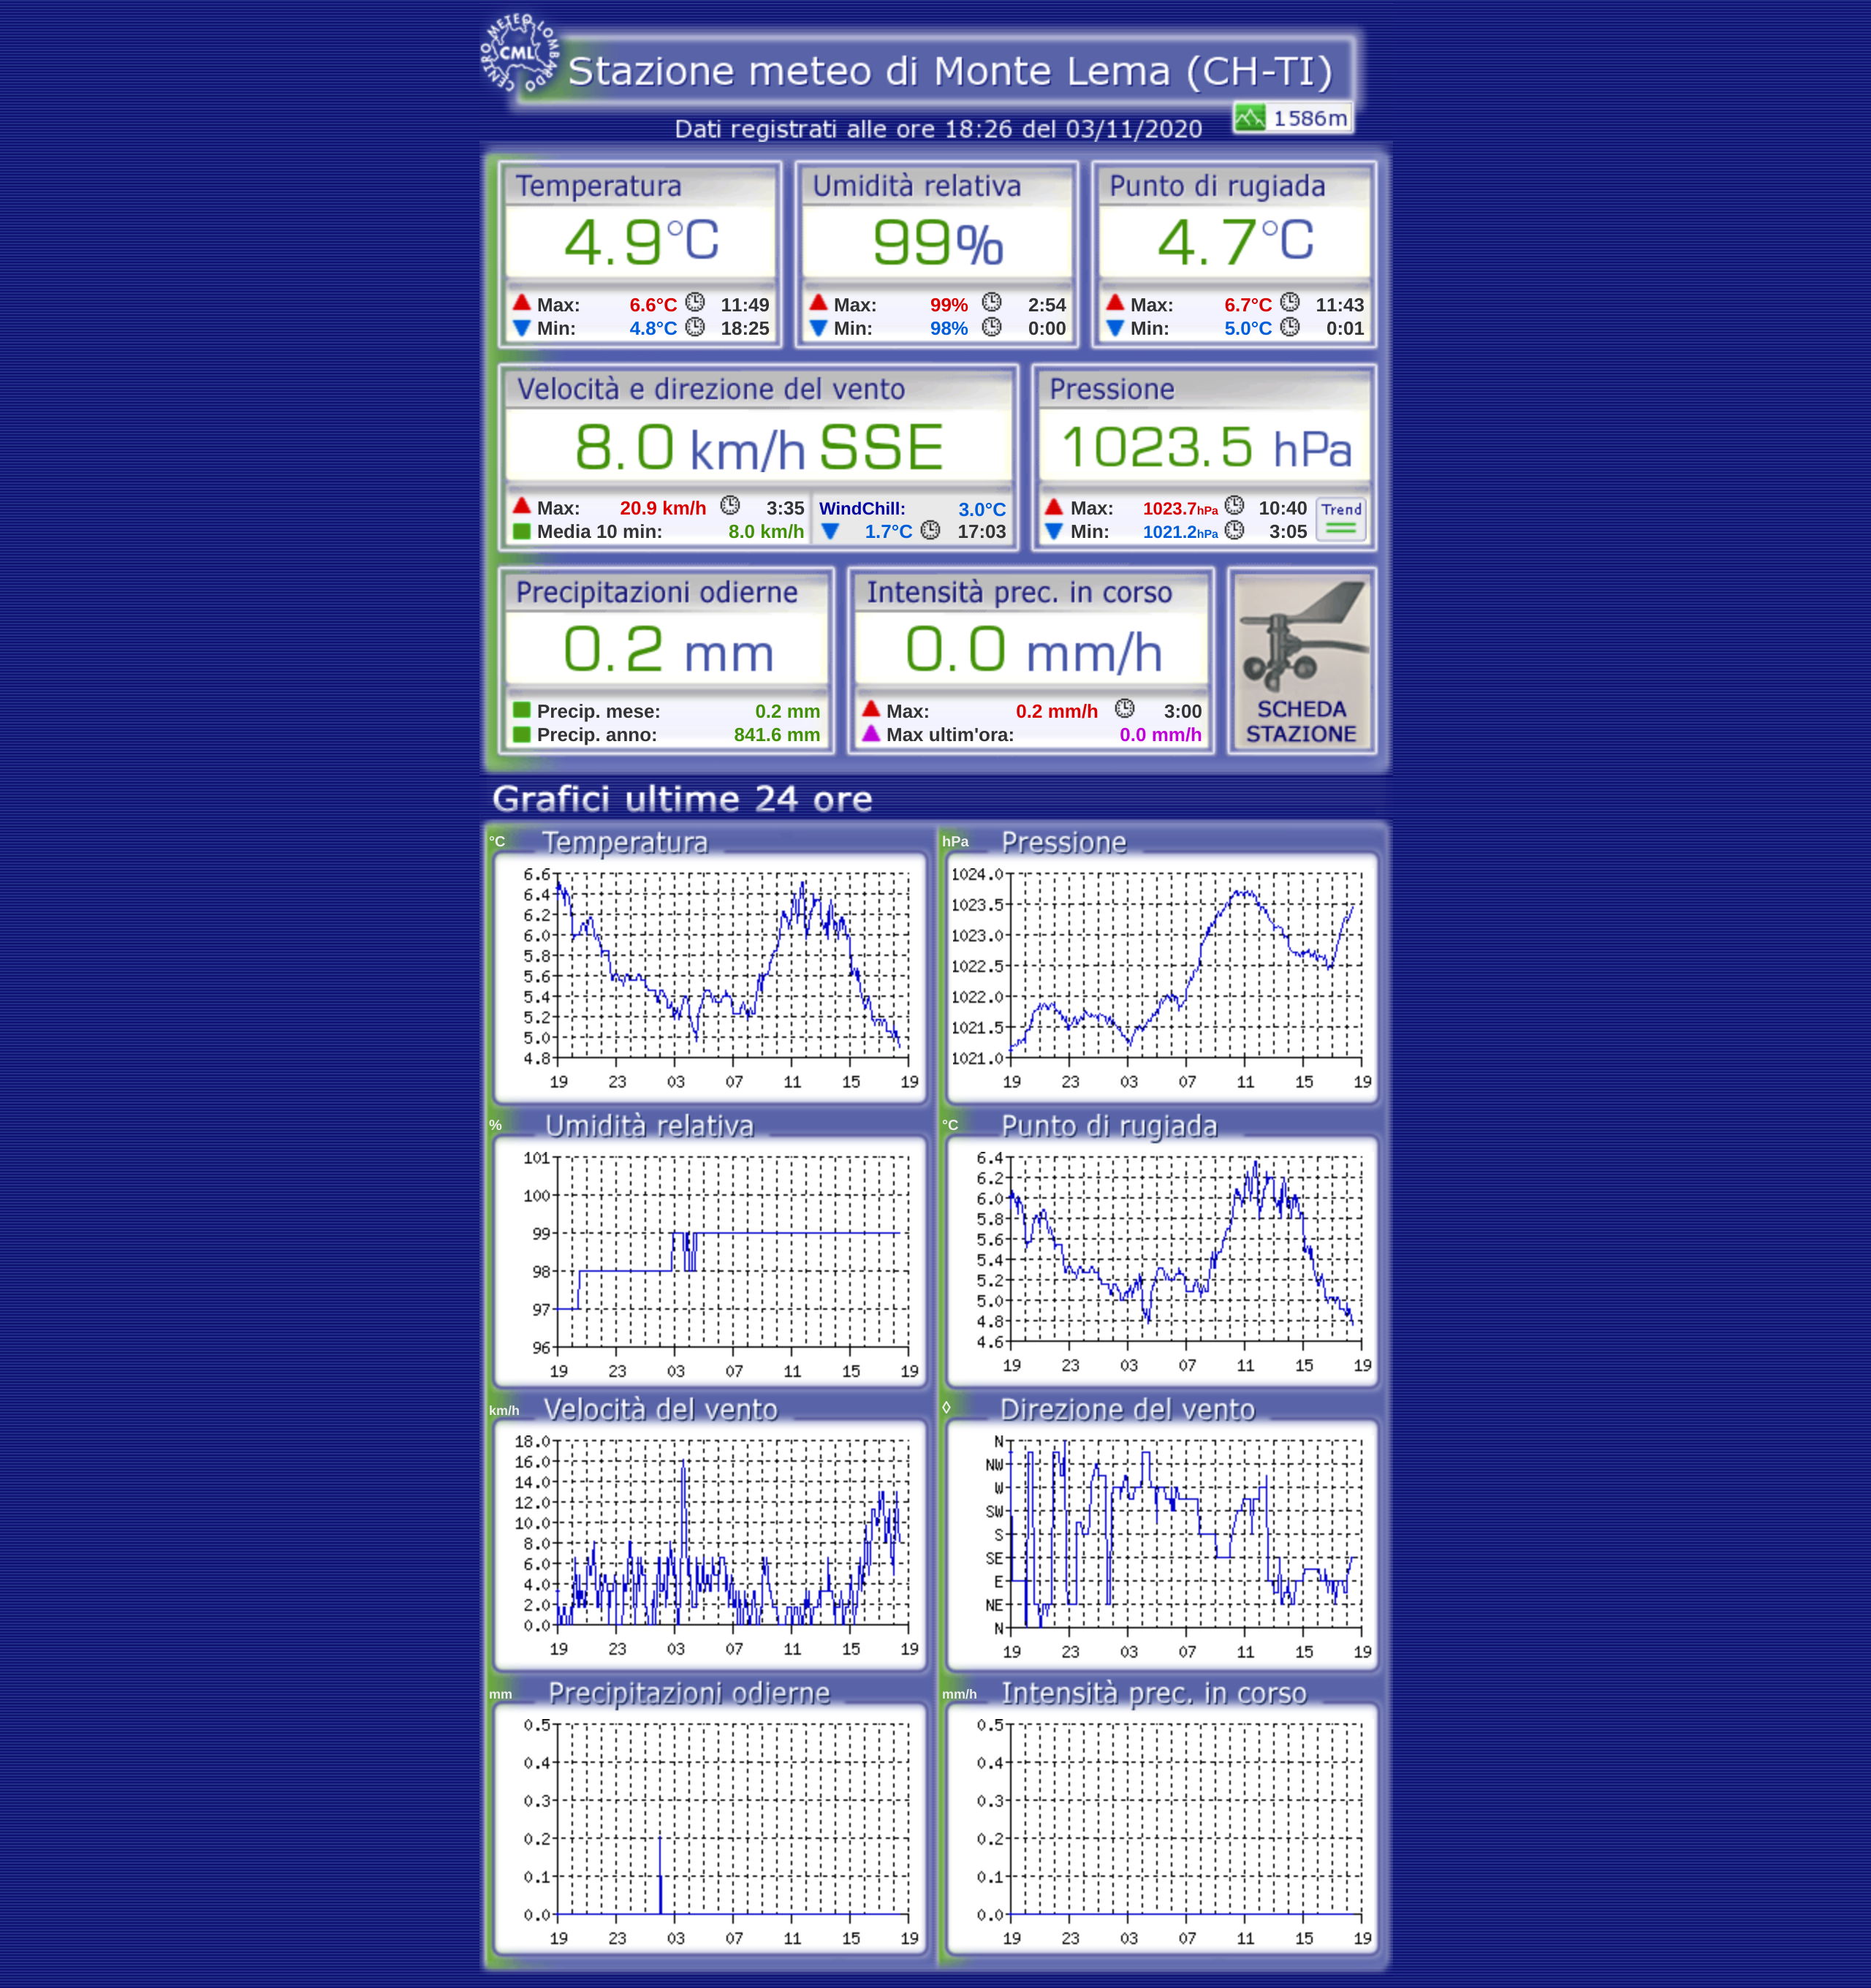 CENTRO METEO LOMBARDO
CML
Stazione meteo di Monte Lema (CH-TI)
1586m
Dati registrati alle ore 18:26 del 03/11/2020
Temperatura
4.9°C
Max: 6.6°C 11:49
Min: 4.8°C 18:25
Umidità relativa
99%
Max: 99% 2:54
Min: 98% 0:00
Punto di rugiada
4.7°C
Max: 6.7°C 11:43
Min: 5.0°C 0:01
Velocità e direzione del vento
8.0 km/h SSE
Max: 20.9 km/h 3:35
Media 10 min: 8.0 km/h
WindChill: 3.0°C
1.7°C 17:03
Pressione
1023.5 hPa
Max: 1023.7hPa 10:40
Min: 1021.2hPa 3:05
Trend
Precipitazioni odierne
0.2 mm
Precip. mese: 0.2 mm
Precip. anno: 841.6 mm
Intensità prec. in corso
0.0 mm/h
Max: 0.2 mm/h 3:00
Max ultim'ora: 0.0 mm/h
SCHEDA
STAZIONE
Grafici ultime 24 ore
°C Temperatura
6.6
6.4
6.2
6.0
5.8
5.6
5.4
5.2
5.0
4.8
19 23 03 07 11 15 19
hPa Pressione
1024.0
1023.5
1023.0
1022.5
1022.0
1021.5
1021.0
19 23 03 07 11 15 19
% Umidità relativa
101
100
99
98
97
96
19 23 03 07 11 15 19
°C Punto di rugiada
6.4
6.2
6.0
5.8
5.6
5.4
5.2
5.0
4.8
4.6
19 23 03 07 11 15 19
km/h Velocità del vento
18.0
16.0
14.0
12.0
10.0
8.0
6.0
4.0
2.0
0.0
19 23 03 07 11 15 19
◊ Direzione del vento
N
NW
W
SW
S
SE
E
NE
N
19 23 03 07 11 15 19
mm Precipitazioni odierne
0.5
0.4
0.3
0.2
0.1
0.0
19 23 03 07 11 15 19
mm/h Intensità prec. in corso
0.5
0.4
0.3
0.2
0.1
0.0
19 23 03 07 11 15 19